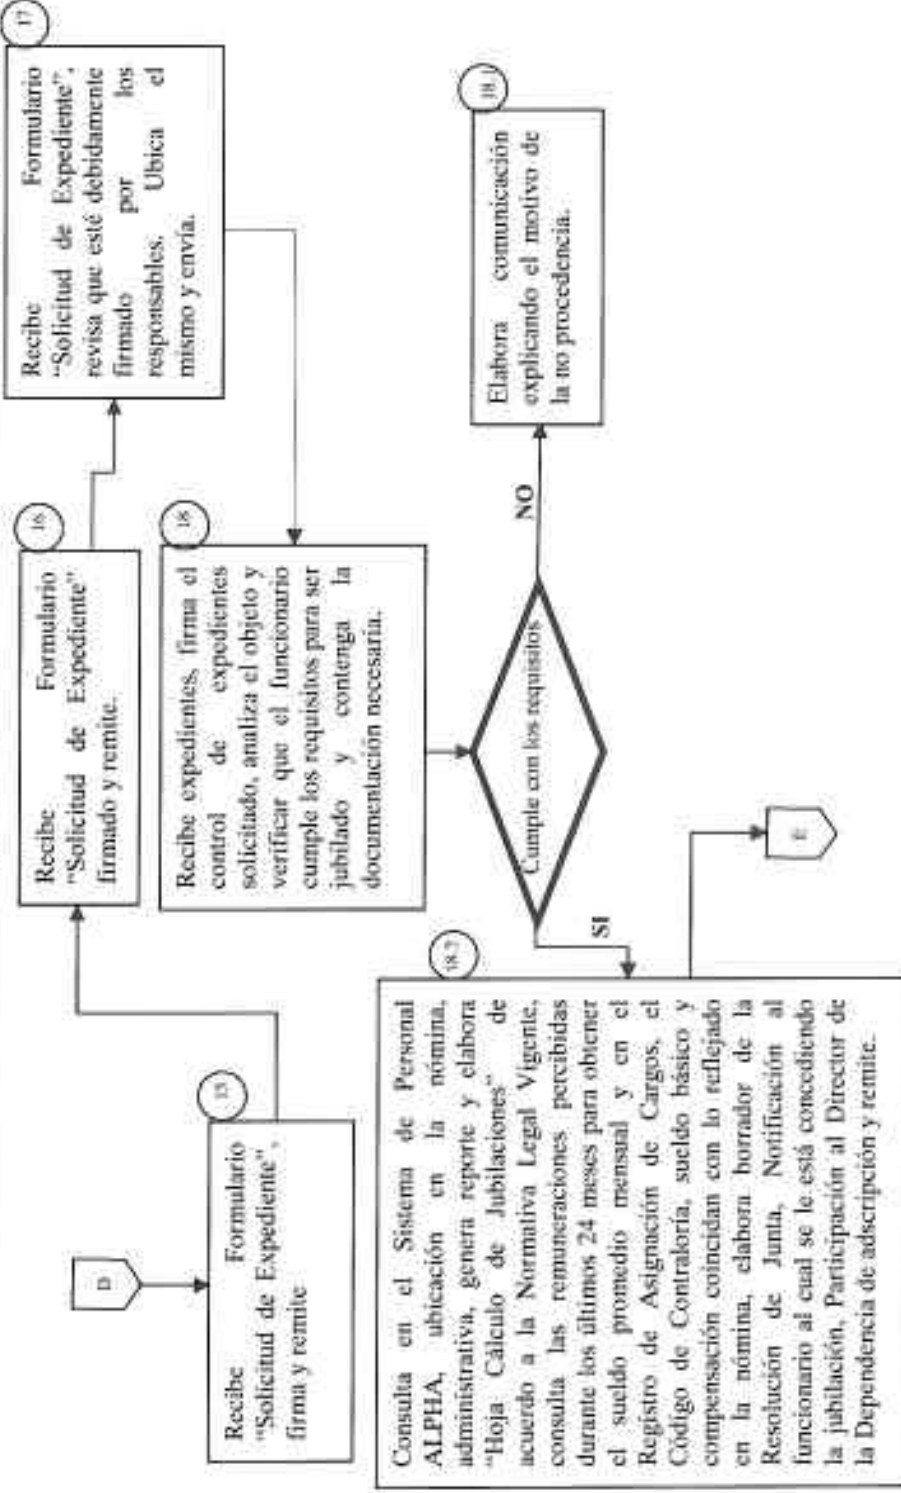 D
15
Recibe Formulario
“Solicitud de Expediente”,
firma y remite
16
Recibe Formulario
“Solicitud de Expediente”
firmado y remite.
17
Recibe Formulario
“Solicitud de Expediente”,
revisa que esté debidamente
firmado por los
responsables. Ubica el
mismo y envía.
18
Recibe expedientes, firma el
control de expedientes
solicitado, analiza el objeto y
verificar que el funcionario
cumple los requisitos para ser
jubilado y contenga la
documentación necesaria.
Cumple con los requisitos
NO
18.1
Elabora comunicación
explicando el motivo de
la no procedencia.
SI
Consulta en el Sistema de Personal
ALPHA, ubicación en la nómina,
administrativa, genera reporte y elabora
“Hoja Cálculo de Jubilaciones” de
acuerdo a la Normativa Legal Vigente,
consulta las remuneraciones percibidas
durante los últimos 24 meses para obtener
el sueldo promedio mensual y en el
Registro de Asignación de Cargos, el
Código de Contraloría, sueldo básico y
compensación coincidan con lo reflejado
en la nómina, elabora borrador de la
Resolución de Junta, Notificación al
funcionario al cual se le está concediendo
la jubilación, Participación al Director de
la Dependencia de adscripción y remite.
E